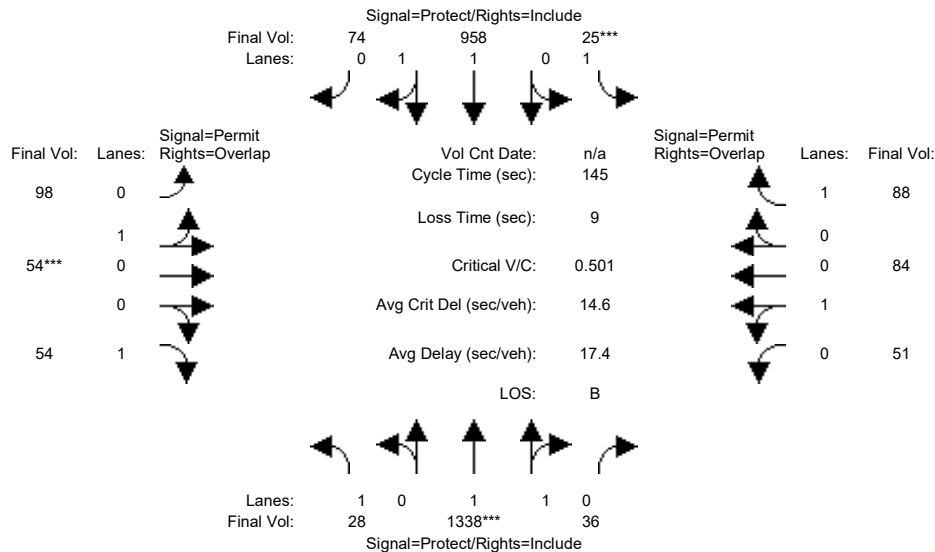 Signal=Protect/Rights=Include
Final Vol: 74 958 25***
Lanes: 0 1 1 0 1
Signal=Permit
Final Vol: Lanes: Rights=Overlap
Vol Cnt Date: n/a
Signal=Permit
Rights=Overlap Lanes: Final Vol:
Cycle Time (sec): 145
98 0
1 88
Loss Time (sec): 9
1
0
54*** 0
Critical V/C: 0.501
0 84
0
Avg Crit Del (sec/veh): 14.6
1
54 1
Avg Delay (sec/veh): 17.4
0 51
LOS: B
Lanes: 1 0 1 1 0
Final Vol: 28 1338*** 36
Signal=Protect/Rights=Include